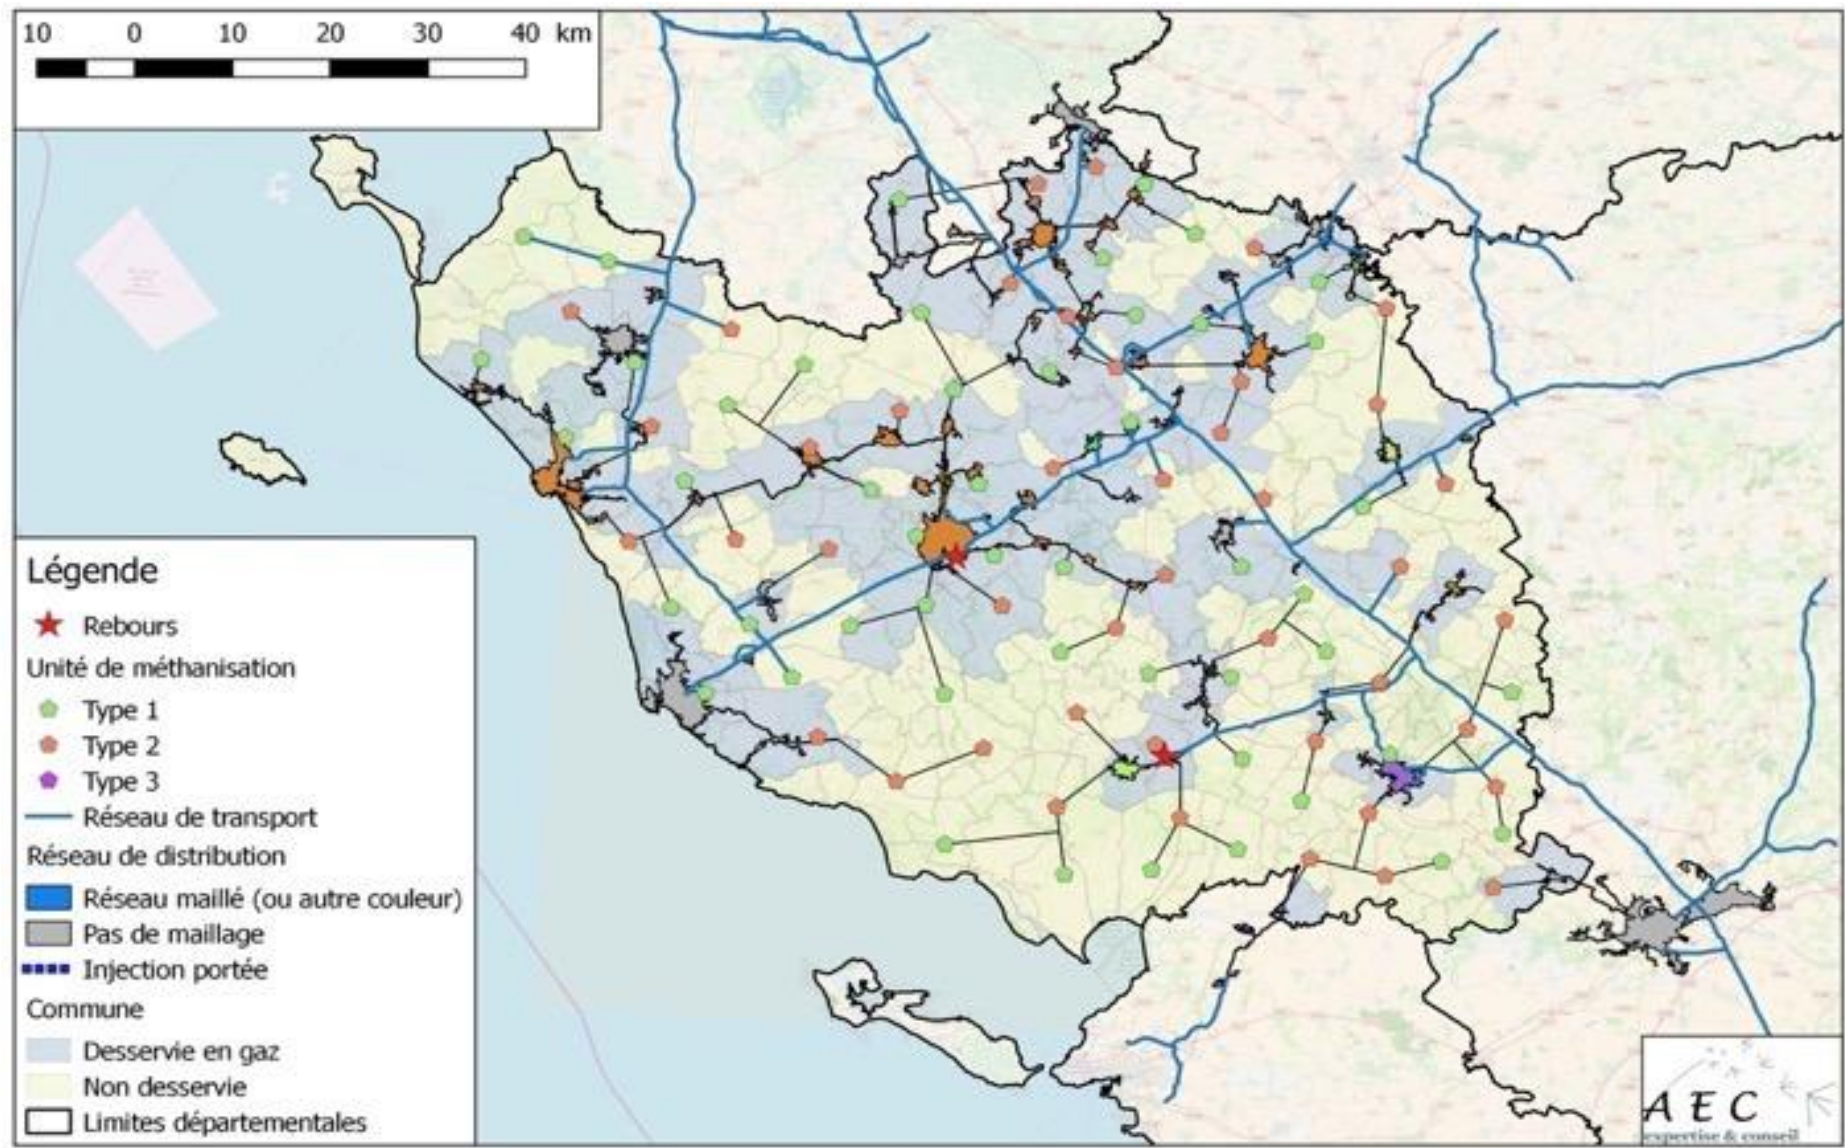 10 0 10 20 30 40 km
Légende
Rebours
Unité de méthanisation
Type 1
Type 2
Type 3
Réseau de transport
Réseau de distribution
Réseau maillé (ou autre couleur)
Pas de maillage
Injection portée
Commune
Desservie en gaz
Non desservie
Limites départementales
A E C
expertise & conseil